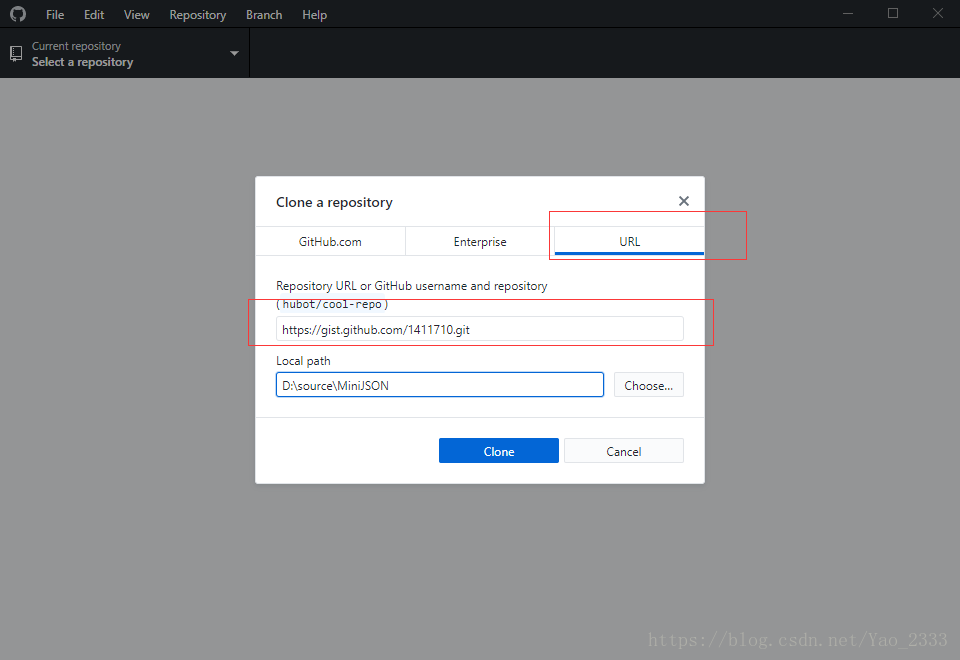 File Edit View Repository Branch Help
Current repository
Select a repository
Clone a repository
GitHub.com Enterprise URL
Repository URL or GitHub username and repository
(hubot/cool-repo)
https://gist.github.com/1411710.git
Local path
D:\source\MiniJSON Choose...
Clone Cancel
https://blog.csdn.net/Yao_2333